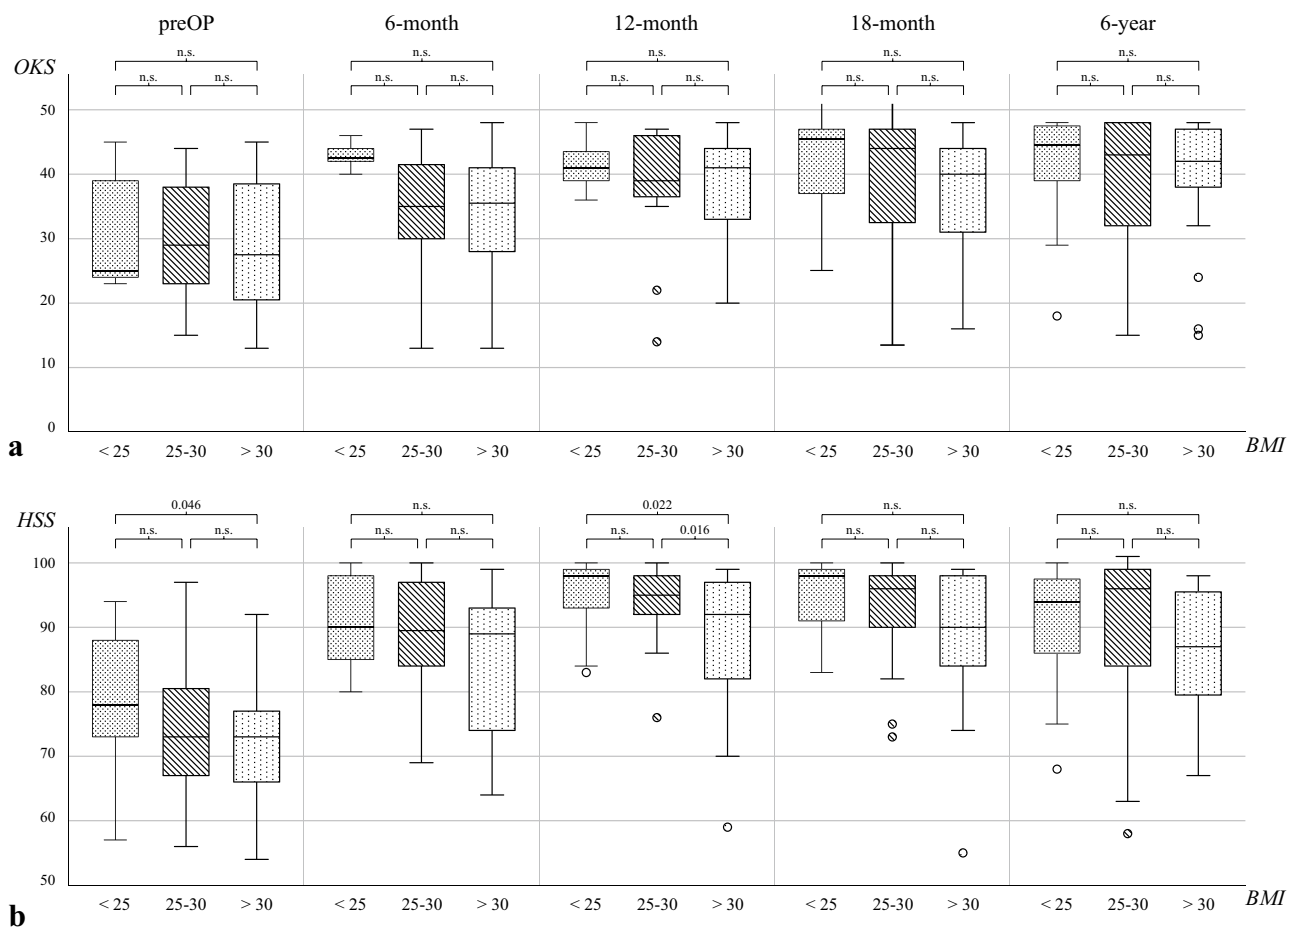 preOP 6-month 12-month 18-month 6-year
n.s. n.s. n.s. n.s. n.s.
OKS
n.s. n.s. n.s. n.s. n.s. n.s. n.s. n.s. n.s. n.s.
50
40
30
20
10
0
a
< 25 25-30 > 30 < 25 25-30 > 30 < 25 25-30 > 30 < 25 25-30 > 30 < 25 25-30 > 30 BMI
0.046 n.s. 0.022 n.s. n.s.
HSS
n.s. n.s. n.s. n.s. n.s. 0.016 n.s. n.s. n.s. n.s.
100
90
80
70
60
50
b
< 25 25-30 > 30 < 25 25-30 > 30 < 25 25-30 > 30 < 25 25-30 > 30 < 25 25-30 > 30 BMI